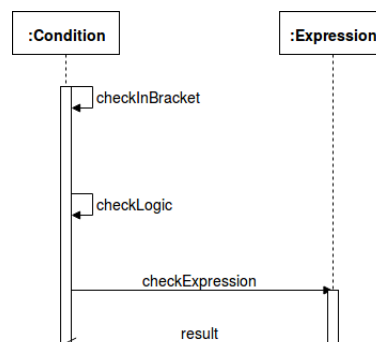 :Condition
:Expression
checkInBracket
checkLogic
checkExpression
result